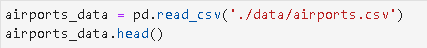 airports_data = pd.read_csv('./data/airports.csv')
airports_data.head()